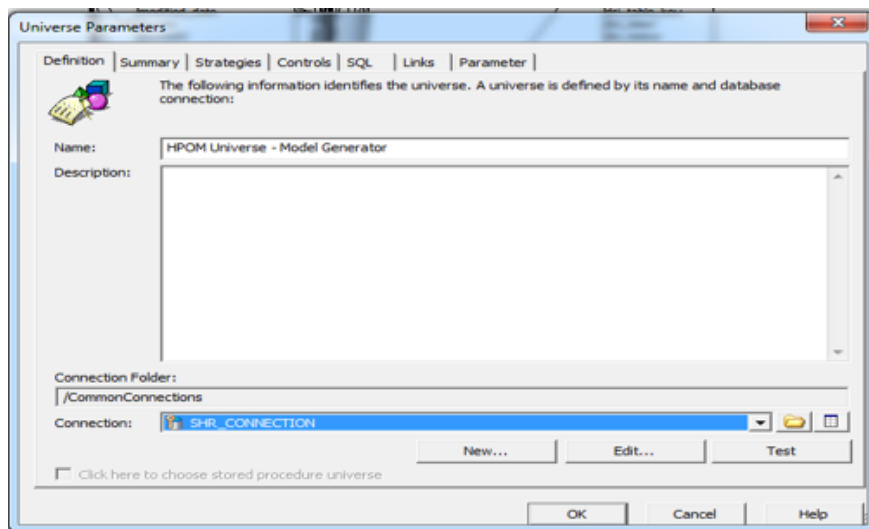 Universe Parameters
Definition Summary Strategies Controls SQL Links Parameter
The following information identifies the universe. A universe is defined by its name and database
connection:
Name: HPOM Universe - Model Generator
Description:
Connection Folder:
/CommonConnections
Connection: SHR_CONNECTION
New... Edit... Test
Click here to choose stored procedure universe
OK Cancel Help